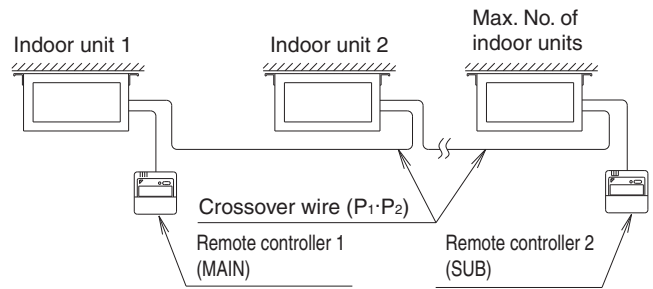 Max. No. of
Indoor unit 1
Indoor unit 2
indoor units
Crossover wire (P₁·P₂)
Remote controller 1
(MAIN)
Remote controller 2
(SUB)